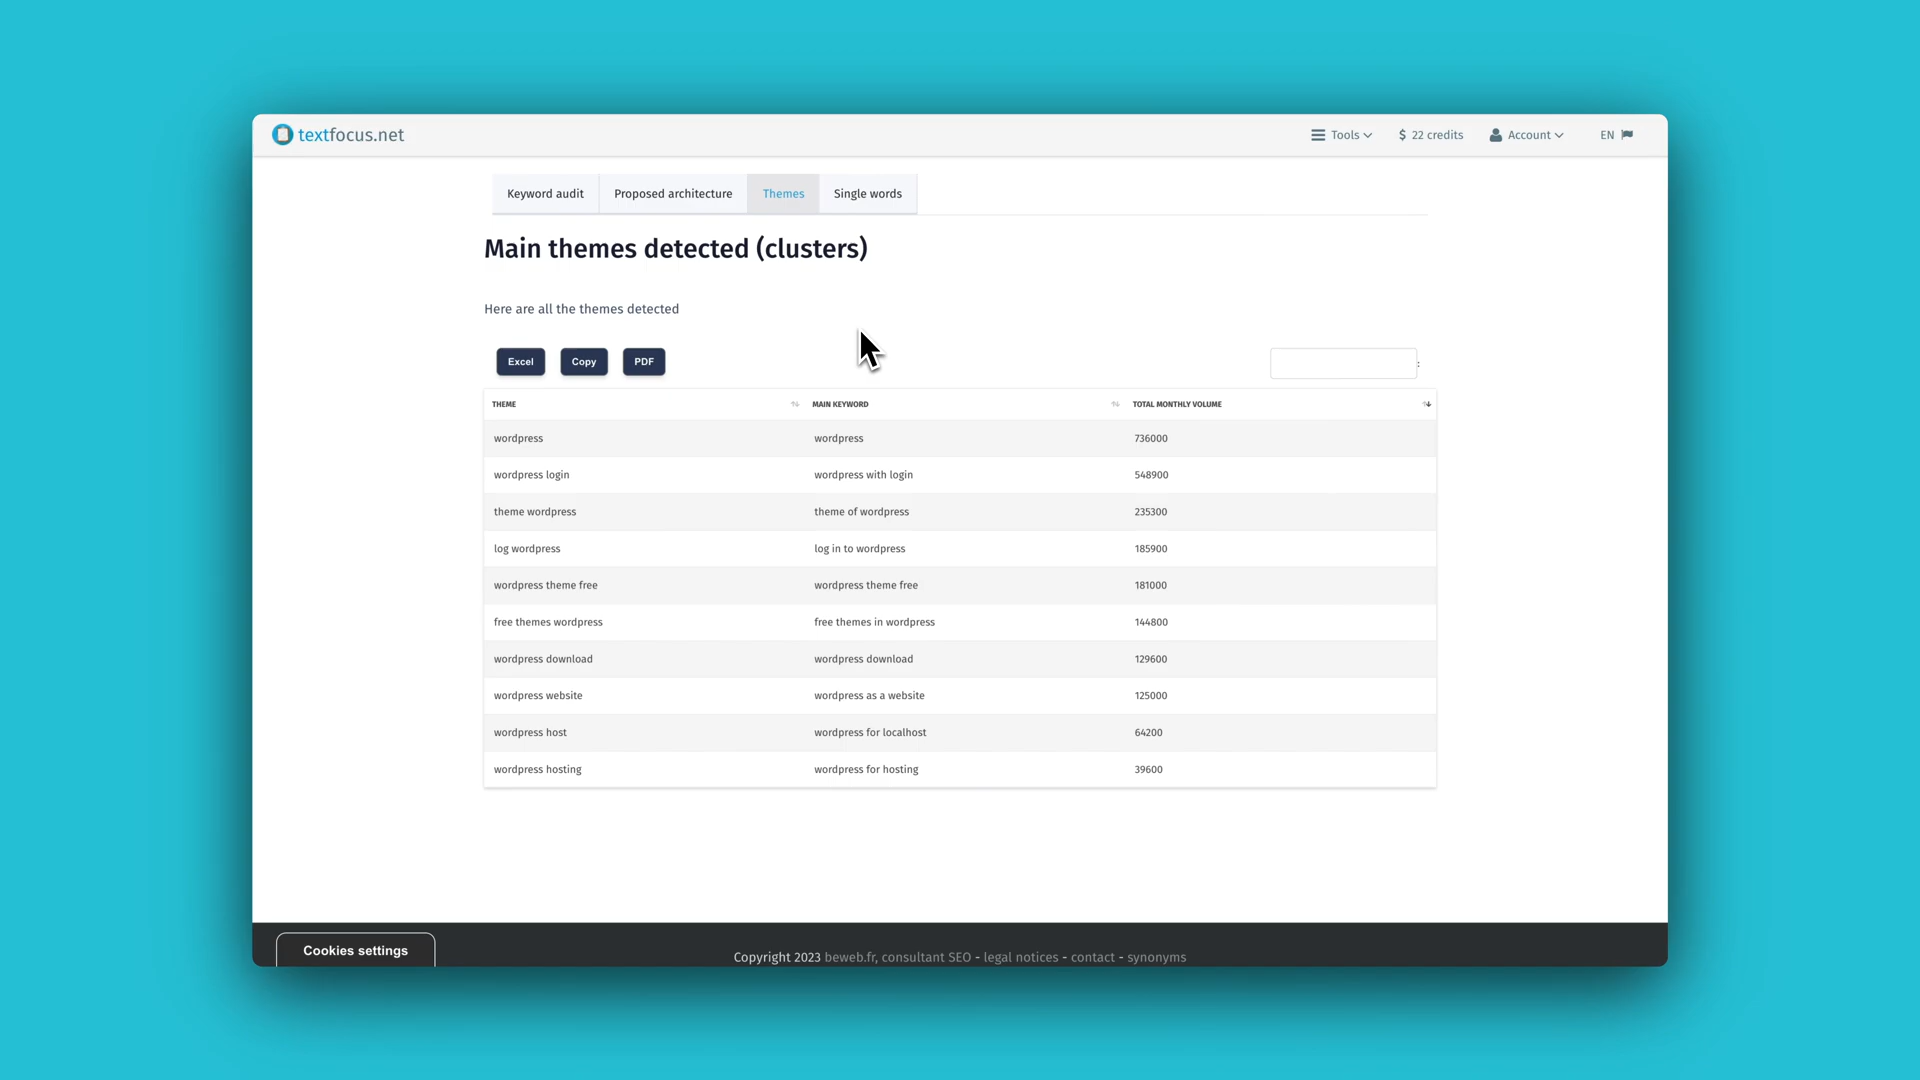 textfocus.net
Tools
$ 22 credits
Account
EN
Keyword audit
Proposed architecture
Themes
Single words
Main themes detected (clusters)
Here are all the themes detected
Excel
Copy
PDF
:
THEME MAIN KEYWORD TOTAL MONTHLY VOLUME
wordpress wordpress 736000
wordpress login wordpress with login 548900
theme wordpress theme of wordpress 235300
log wordpress log in to wordpress 185900
wordpress theme free wordpress theme free 181000
free themes wordpress free themes in wordpress 144800
wordpress download wordpress download 129600
wordpress website wordpress as a website 125000
wordpress host wordpress for localhost 64200
wordpress hosting wordpress for hosting 39600
Cookies settings
Copyright 2023 beweb.fr, consultant SEO - legal notices - contact - synonyms